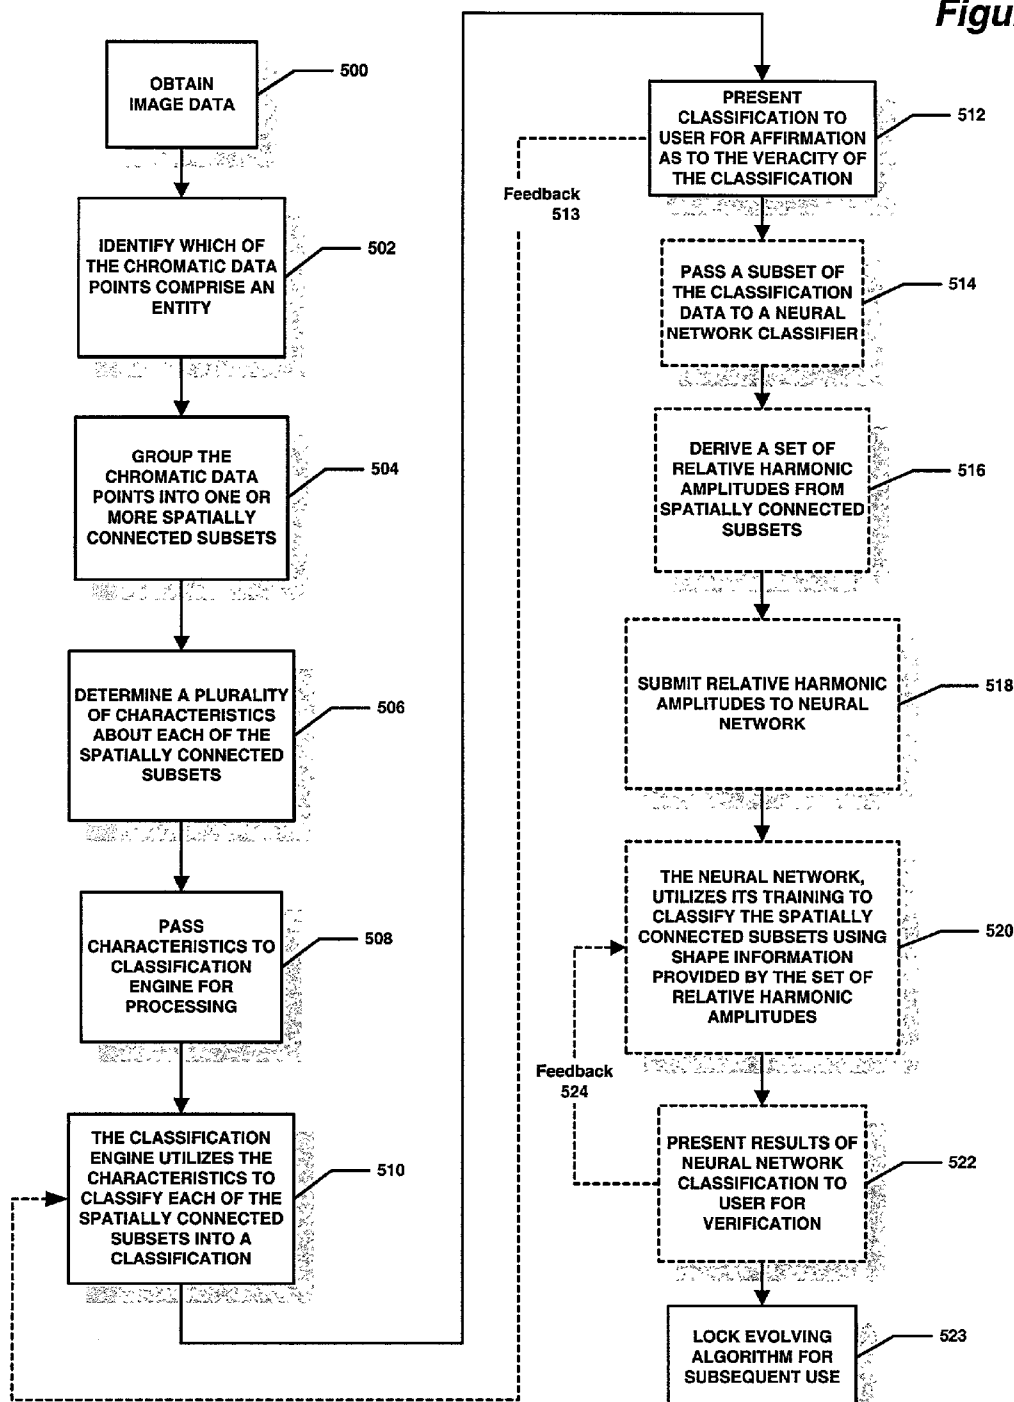 Figu
OBTAIN
IMAGE DATA
500
IDENTIFY WHICH OF
THE CHROMATIC DATA
POINTS COMPRISE AN
ENTITY
502
GROUP THE
CHROMATIC DATA
POINTS INTO ONE OR
MORE SPATIALLY
CONNECTED SUBSETS
504
DETERMINE A PLURALITY
OF CHARACTERISTICS
ABOUT EACH OF THE
SPATIALLY CONNECTED
SUBSETS
506
PASS
CHARACTERISTICS TO
CLASSIFICATION
ENGINE FOR
PROCESSING
508
THE CLASSIFICATION
ENGINE UTILIZES THE
CHARACTERISTICS TO
CLASSIFY EACH OF THE
SPATIALLY CONNECTED
SUBSETS INTO A
CLASSIFICATION
510
PRESENT
CLASSIFICATION TO
USER FOR AFFIRMATION
AS TO THE VERACITY OF
THE CLASSIFICATION
512
Feedback
513
PASS A SUBSET OF
THE CLASSIFICATION
DATA TO A NEURAL
NETWORK CLASSIFIER
514
DERIVE A SET OF
RELATIVE HARMONIC
AMPLITUDES FROM
SPATIALLY CONNECTED
SUBSETS
516
SUBMIT RELATIVE HARMONIC
AMPLITUDES TO NEURAL
NETWORK
518
THE NEURAL NETWORK,
UTILIZES ITS TRAINING TO
CLASSIFY THE SPATIALLY
CONNECTED SUBSETS USING
SHAPE INFORMATION
PROVIDED BY THE SET OF
RELATIVE HARMONIC
AMPLITUDES
520
Feedback
524
PRESENT RESULTS OF
NEURAL NETWORK
CLASSIFICATION TO
USER FOR
VERIFICATION
522
LOCK EVOLVING
ALGORITHM FOR
SUBSEQUENT USE
523